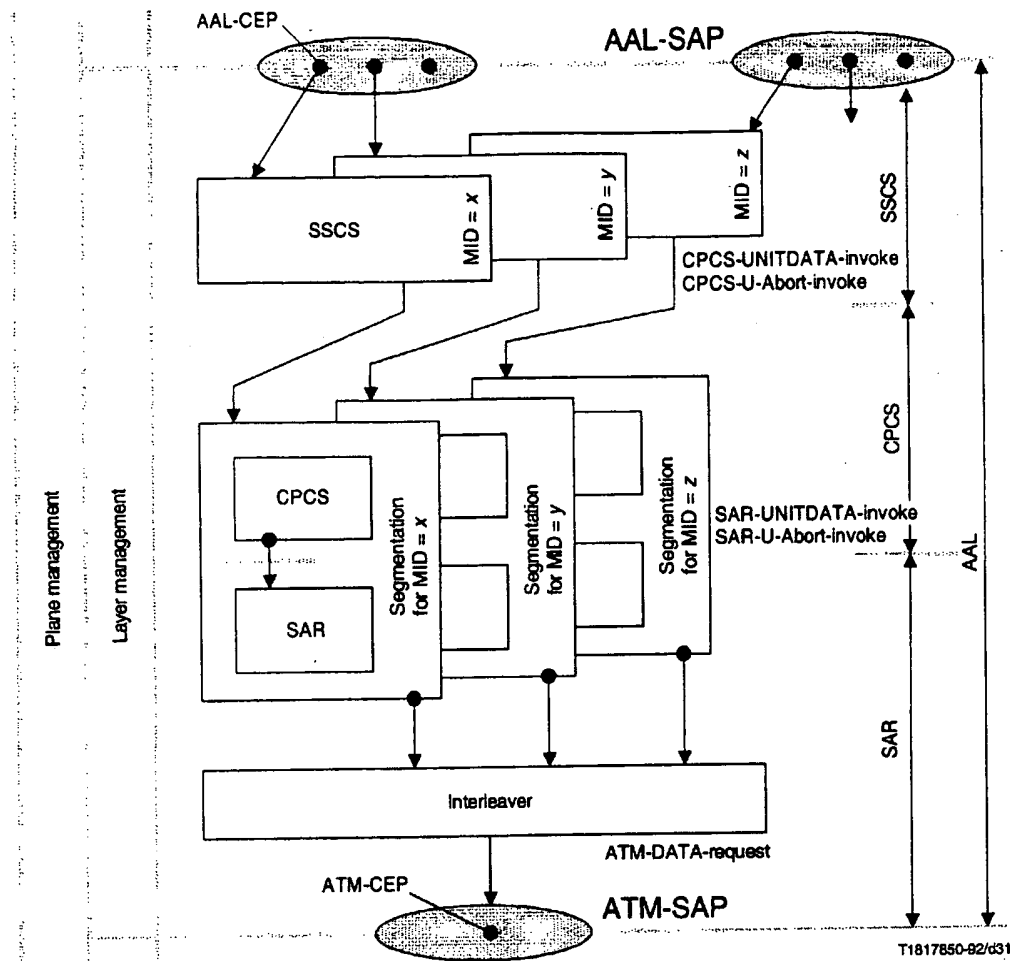 AAL-CEP
AAL-SAP
MID = x
MID = y
MID = z
SSCS
SSCS
CPCS-UNITDATA-invoke
CPCS-U-Abort-invoke
CPCS
CPCS
SAR
Segmentation
for MID = x
Segmentation
for MID = y
Segmentation
for MID = z
SAR-UNITDATA-invoke
SAR-U-Abort-invoke
AAL
Plane management
Layer management
SAR
Interleaver
ATM-DATA-request
ATM-CEP
ATM-SAP
T1817850-92/d31